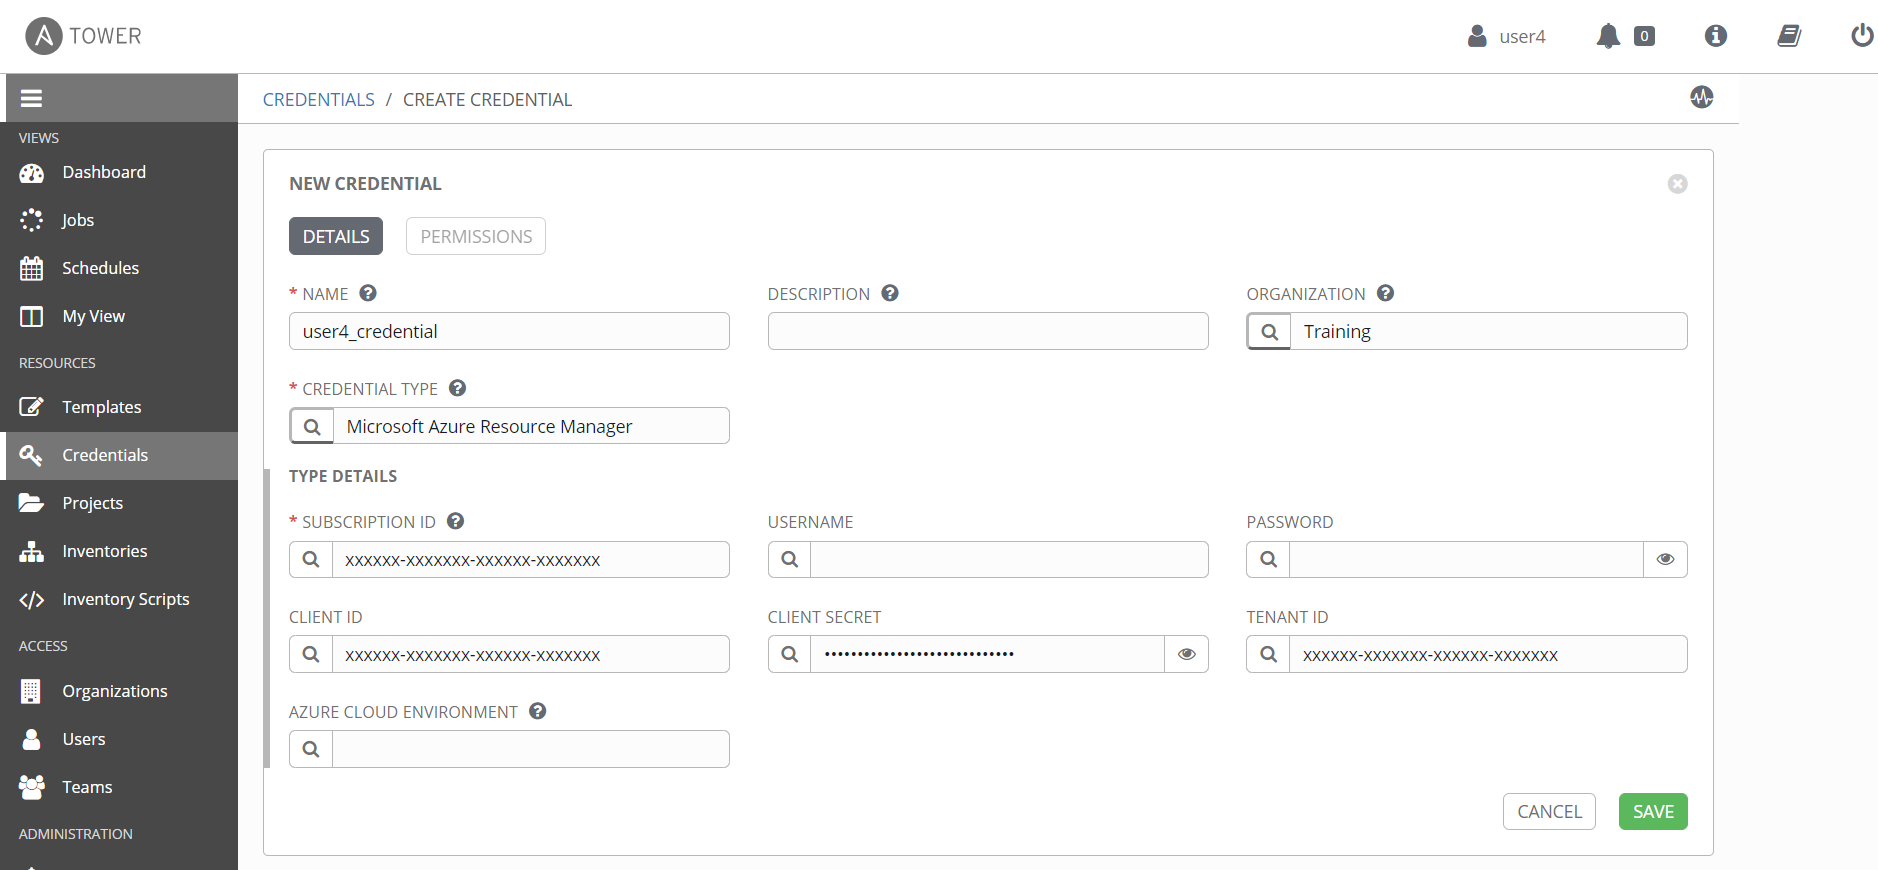 TOWER
user4
0
CREDENTIALS / CREATE CREDENTIAL
VIEWS
Dashboard
Jobs
Schedules
My View
RESOURCES
Templates
Credentials
Projects
Inventories
Inventory Scripts
ACCESS
Organizations
Users
Teams
ADMINISTRATION
NEW CREDENTIAL
DETAILS
PERMISSIONS
* NAME
DESCRIPTION
ORGANIZATION
user4_credential
Training
* CREDENTIAL TYPE
Microsoft Azure Resource Manager
TYPE DETAILS
* SUBSCRIPTION ID
USERNAME
PASSWORD
xxxxxx-xxxxxxx-xxxxxx-xxxxxxx
CLIENT ID
CLIENT SECRET
TENANT ID
xxxxxx-xxxxxxx-xxxxxx-xxxxxxx
•••••••••••••••••••••••••••••
xxxxxx-xxxxxxx-xxxxxx-xxxxxxx
AZURE CLOUD ENVIRONMENT
CANCEL
SAVE